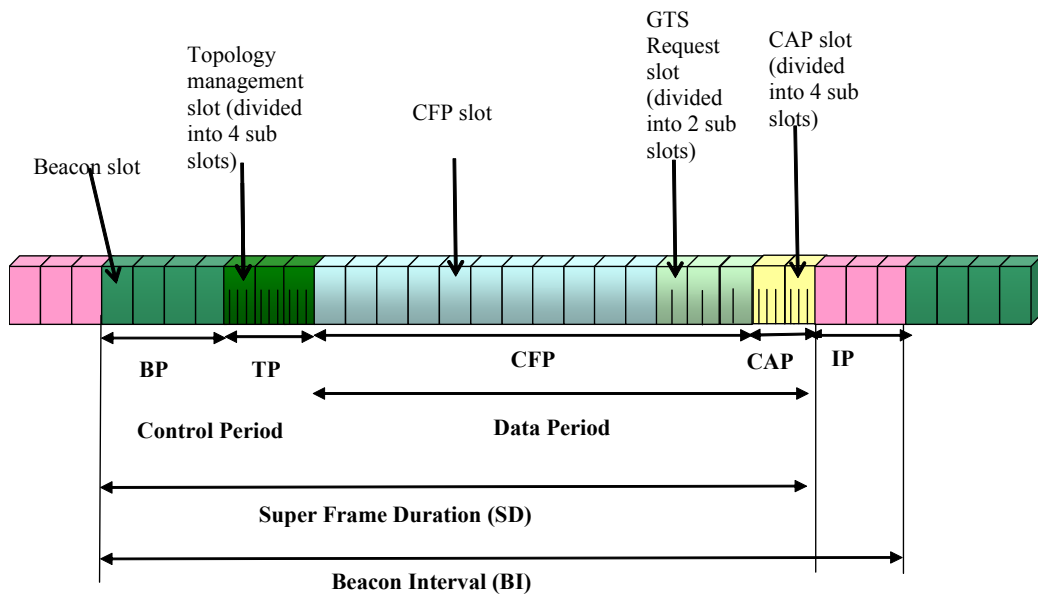 Beacon slot
Topology
management
slot (divided
into 4 sub
slots)
CFP slot
GTS
Request
slot
(divided
into 2 sub
slots)
CAP slot
(divided
into 4 sub
slots)
BP
TP
CFP
CAP
IP
Control Period
Data Period
Super Frame Duration (SD)
Beacon Interval (BI)